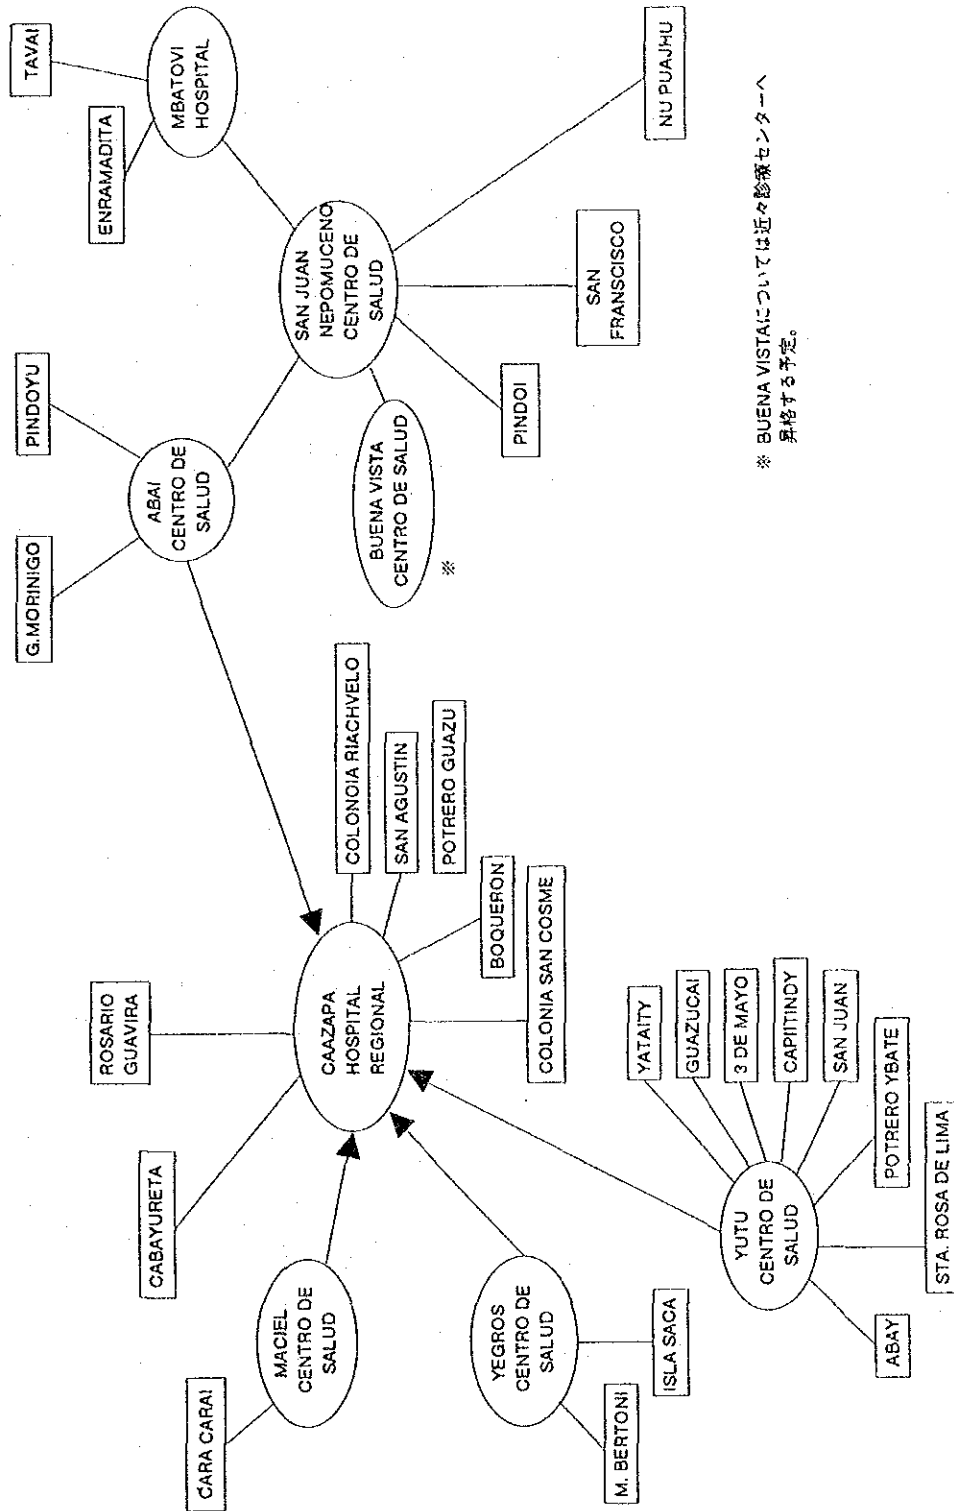 CARA CARAI
MACIEL
CENTRO DE
SALUD
CABAYURETA
ROSARIO
GUAVIRA
CAAZAPA
HOSPITAL
REGIONAL
YEGROS
CENTRO DE
SALUD
M. BERTONI
ISLA SACA
COLONOIA RIACHVELO
SAN AGUSTIN
POTRERO GUAZU
BOQUERON
COLONIA SAN COSME
YUTU
CENTRO DE
SALUD
YATAITY
GUAZUCAI
3 DE MAYO
CAPIITINDY
SAN JUAN
POTRERO YBATE
STA. ROSA DE LIMA
ABAY
G.MORINIGO
PINDOYU
ABAI
CENTRO DE
SALUD
TAVAI
ENRAMADITA
MBATOVI
HOSPITAL
SAN JUAN
NEPOMUCENO
CENTRO DE
SALUD
BUENA VISTA
CENTRO DE SALUD
※
PINDOI
SAN
FRANSCISCO
NU PUAJHU
※ BUENA VISTAについては近々診療センターへ
昇格する予定。